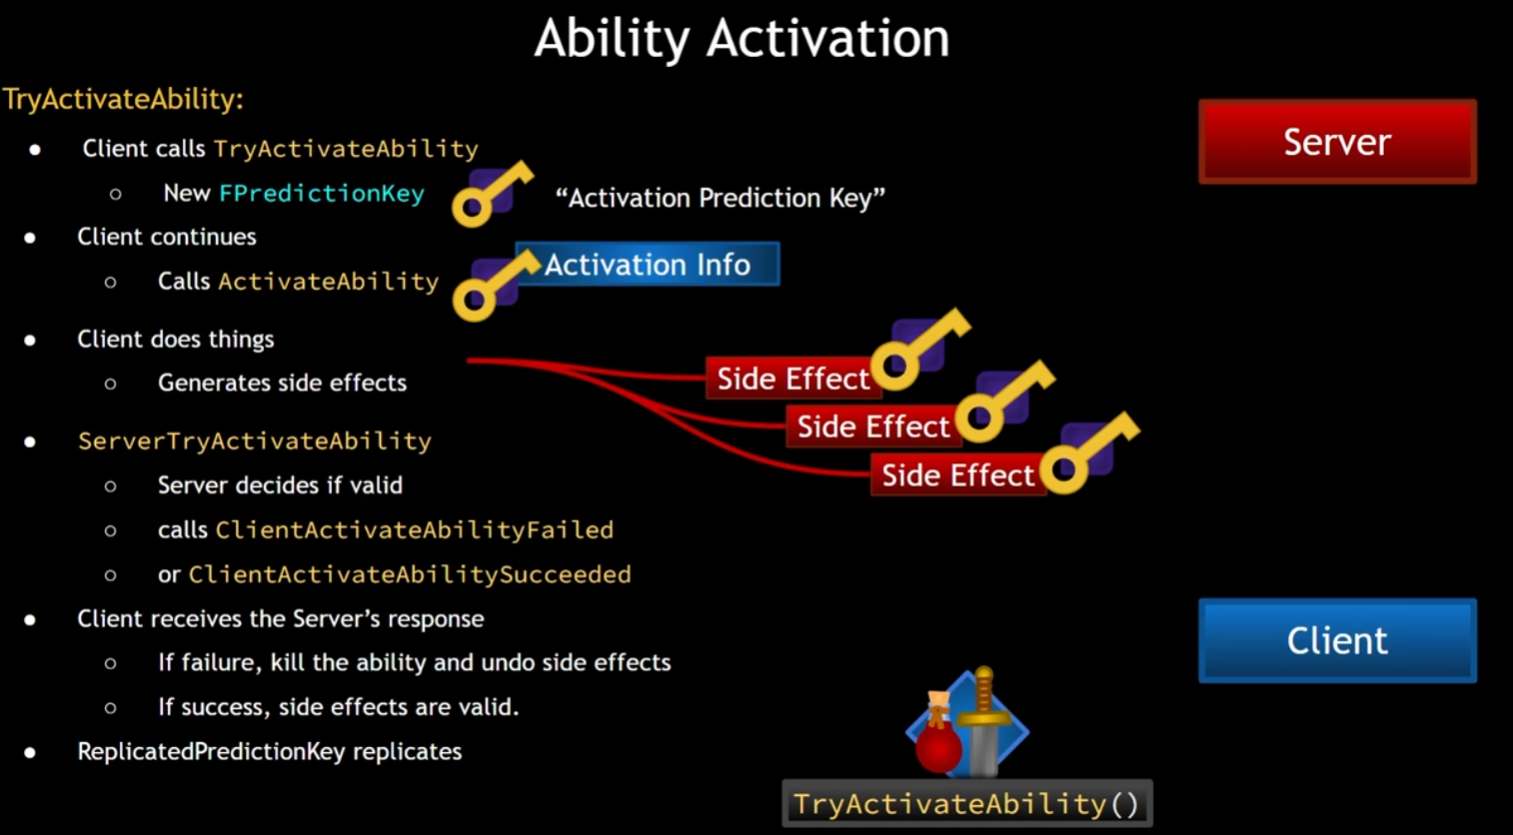 Ability Activation
TryActivateAbility:
● Client calls TryActivateAbility
○ New FPredictionKey
“Activation Prediction Key”
● Client continues
○ Calls ActivateAbility
Activation Info
● Client does things
○ Generates side effects
Side Effect
Side Effect
Side Effect
● ServerTryActivateAbility
○ Server decides if valid
○ calls ClientActivateAbilityFailed
○ or ClientActivateAbilitySucceeded
● Client receives the Server’s response
○ If failure, kill the ability and undo side effects
○ If success, side effects are valid.
● ReplicatedPredictionKey replicates
Server
Client
TryActivateAbility()